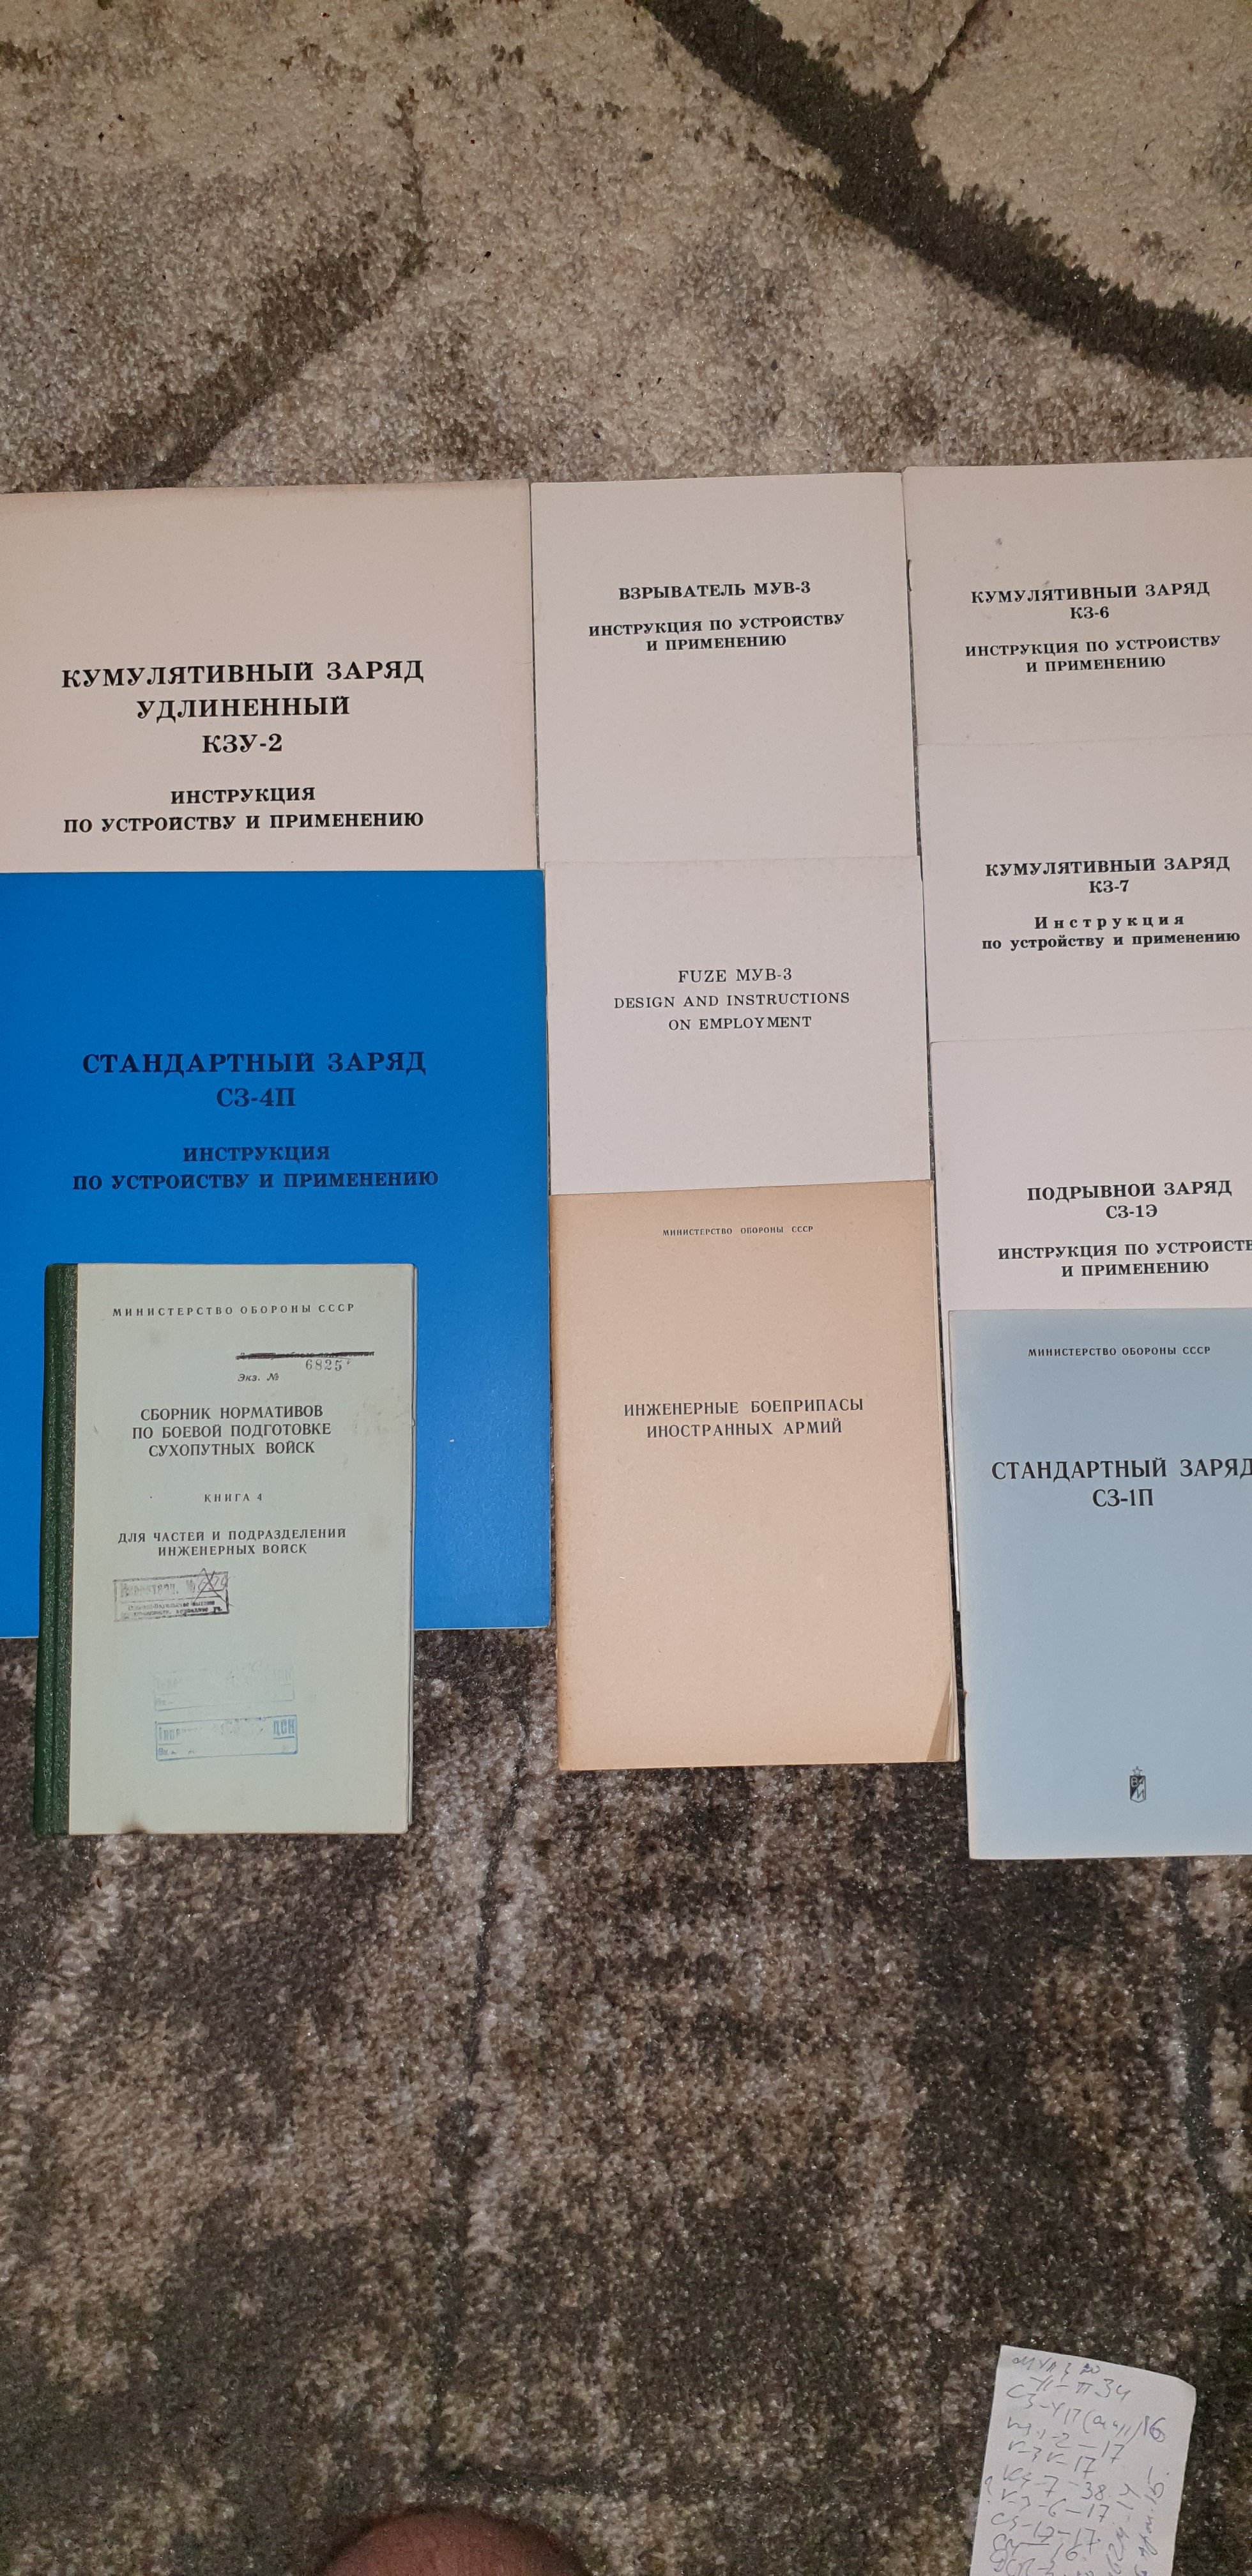 КУМУЛЯТИВНЫЙ ЗАРЯД
УДЛИНЕННЫЙ
КЗУ-2
ИНСТРУКЦИЯ
ПО УСТРОЙСТВУ И ПРИМЕНЕНИЮ
ВЗРЫВАТЕЛЬ МУВ-3
ИНСТРУКЦИЯ ПО УСТРОЙСТВУ
И ПРИМЕНЕНИЮ
КУМУЛЯТИВНЫЙ ЗАРЯД
КЗ-6
ИНСТРУКЦИЯ ПО УСТРОЙСТВУ
И ПРИМЕНЕНИЮ
СТАНДАРТНЫЙ ЗАРЯД
СЗ-4П
ИНСТРУКЦИЯ
ПО УСТРОЙСТВУ И ПРИМЕНЕНИЮ
FUZE МУВ-3
DESIGN AND INSTRUCTIONS
ON EMPLOYMENT
КУМУЛЯТИВНЫЙ ЗАРЯД
КЗ-7
Инструкция
по устройству и применению
ПОДРЫВНОЙ ЗАРЯД
СЗ-1Э
ИНСТРУКЦИЯ ПО УСТРОЙСТВ
И ПРИМЕНЕНИЮ
МИНИСТЕРСТВО ОБОРОНЫ СССР
6825
Экз. №
СБОРНИК НОРМАТИВОВ
ПО БОЕВОЙ ПОДГОТОВКЕ
СУХОПУТНЫХ ВОЙСК
КНИГА 4
ДЛЯ ЧАСТЕЙ И ПОДРАЗДЕЛЕНИЙ
ИНЖЕНЕРНЫХ ВОЙСК
ДСП
МИНИСТЕРСТВО ОБОРОНЫ СССР
ИНЖЕНЕРНЫЕ БОЕПРИПАСЫ
ИНОСТРАННЫХ АРМИЙ
МИНИСТЕРСТВО ОБОРОНЫ СССР
СТАНДАРТНЫЙ ЗАРЯД
СЗ-1П